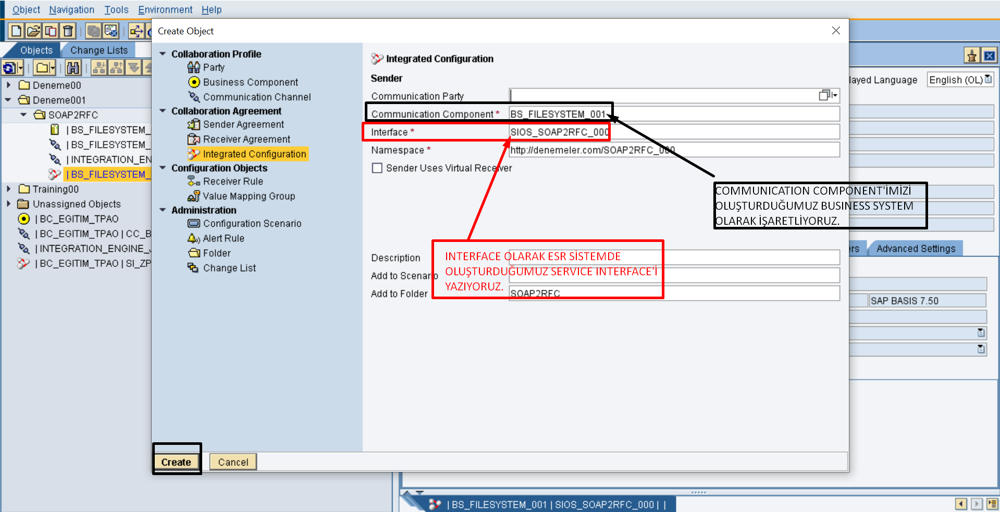 Object Navigation Tools Environment Help
Create Object
Objects Change Lists
Deneme00
Deneme001
SOAP2RFC
| BS_FILESYSTEM_
| BS_FILESYSTEM_
| INTEGRATION_EN
| BS_FILESYSTEM_
Training00
Unassigned Objects
| BC_EGITIM_TPAO
| BC_EGITIM_TPAO | CC_B
| INTEGRATION_ENGINE_
| BC_EGITIM_TPAO | SI_ZP
Collaboration Profile
Party
Business Component
Communication Channel
Collaboration Agreement
Sender Agreement
Receiver Agreement
Integrated Configuration
Configuration Objects
Receiver Rule
Value Mapping Group
Administration
Configuration Scenario
Alert Rule
Folder
Change List
Integrated Configuration
Sender
Communication Party
Communication Component * BS_FILESYSTEM_001
Interface * SIOS_SOAP2RFC_000
Namespace * http://denemeler.com/SOAP2RFC_000
Sender Uses Virtual Receiver
Description
Add to Scenario
Add to Folder SOAP2RFC
INTERFACE OLARAK ESR SİSTEMDE
OLUŞTURDUĞUMUZ SERVICE INTERFACE'İ
YAZIYORUZ.
COMMUNICATION COMPONENT'İMİZİ
OLUŞTURDUĞUMUZ BUSINESS SYSTEM
OLARAK İŞARETLİYORUZ.
Create Cancel
layed Language English (OL)
ers Advanced Settings
SAP BASIS 7.50
| BS_FILESYSTEM_001 | SIOS_SOAP2RFC_000 | |